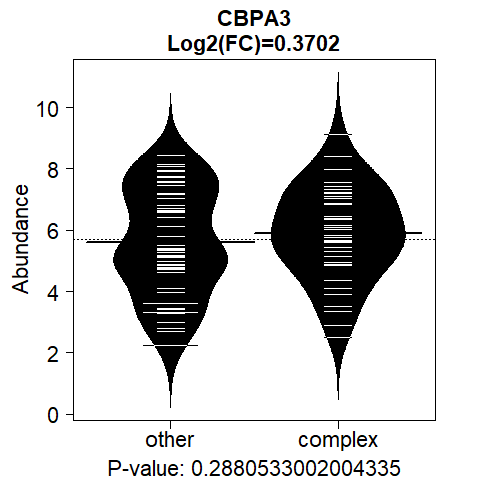 CBPA3
Log2(FC)=0.3702
Abundance
10
8
6
4
2
0
other complex
P-value: 0.2880533002004335